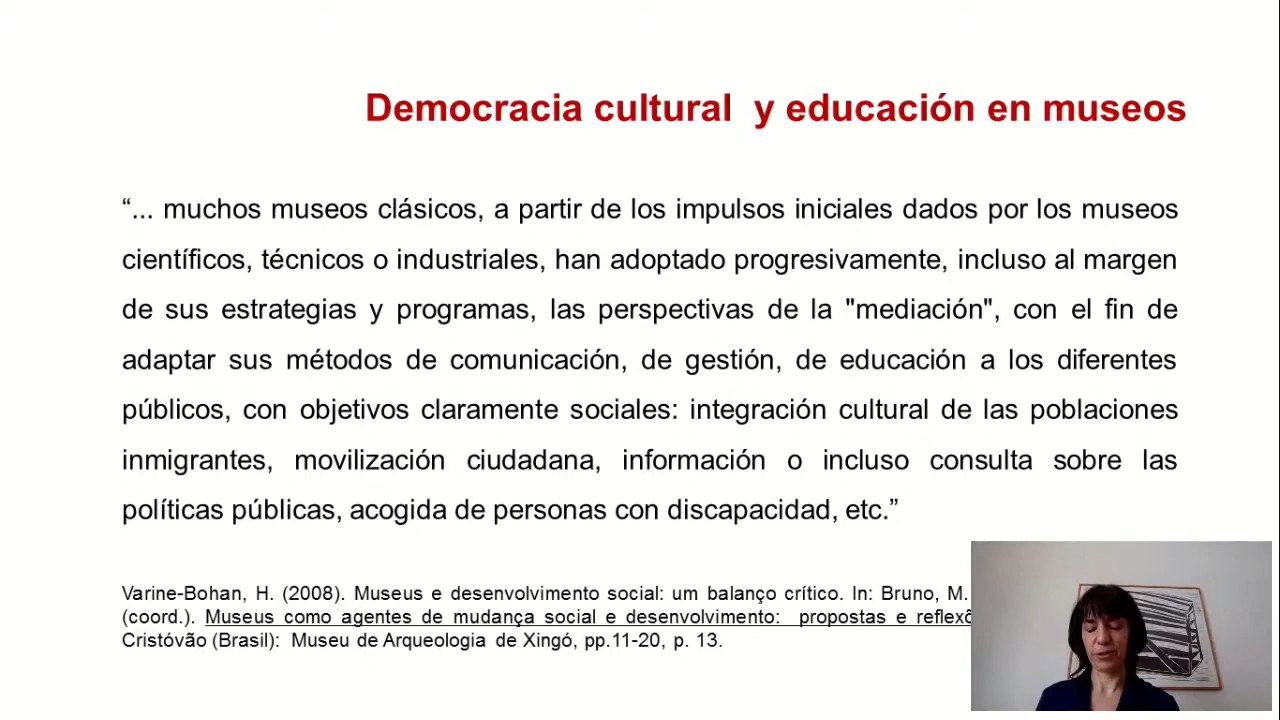 Democracia cultural y educación en museos
“... muchos museos clásicos, a partir de los impulsos iniciales dados por los museos
científicos, técnicos o industriales, han adoptado progresivamente, incluso al margen
de sus estrategias y programas, las perspectivas de la "mediación", con el fin de
adaptar sus métodos de comunicación, de gestión, de educación a los diferentes
públicos, con objetivos claramente sociales: integración cultural de las poblaciones
inmigrantes, movilización ciudadana, información o incluso consulta sobre las
políticas públicas, acogida de personas con discapacidad, etc.”
Varine-Bohan, H. (2008). Museus e desenvolvimento social: um balanço crítico. In: Bruno, M.
(coord.). Museus como agentes de mudança social e desenvolvimento: propostas e
Cristóvão (Brasil): Museu de Arqueologia de Xingó, pp.11-20, p. 13.